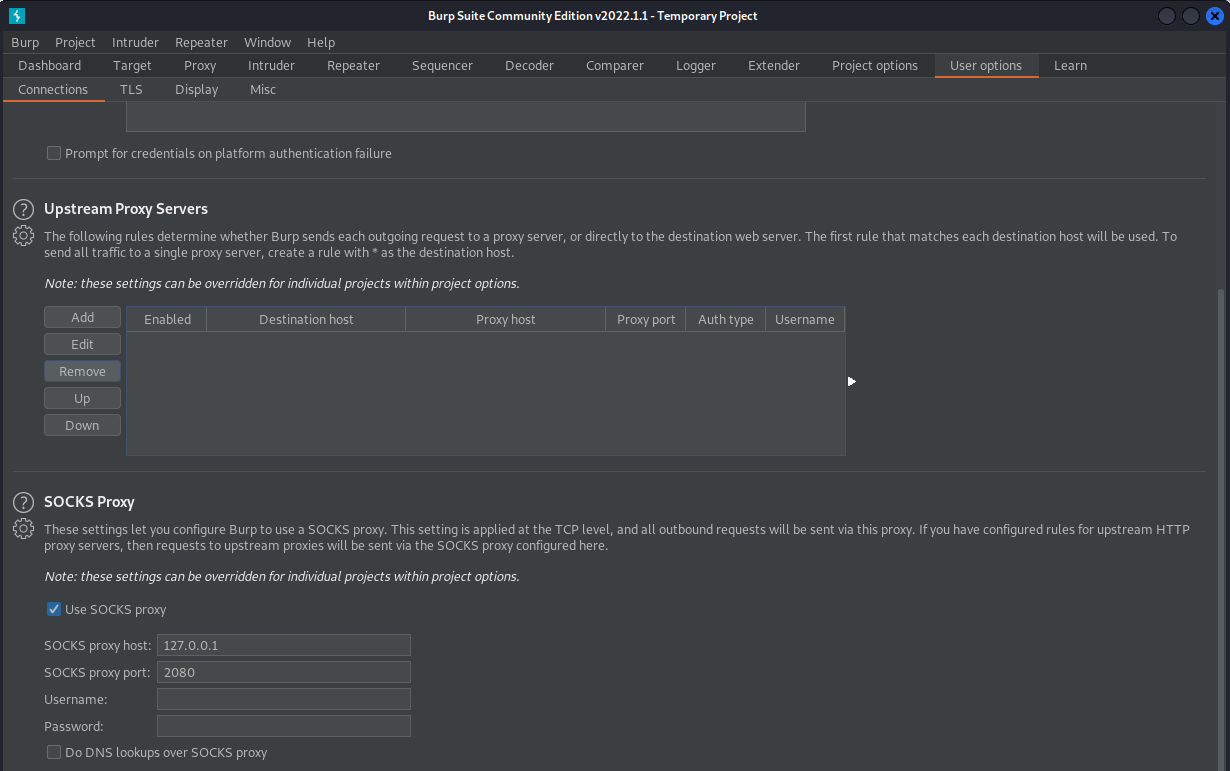 Burp Suite Community Edition v2022.1.1 - Temporary Project
Burp Project Intruder Repeater Window Help
Dashboard Target Proxy Intruder Repeater Sequencer Decoder Comparer Logger Extender Project options User options Learn
Connections TLS Display Misc
Prompt for credentials on platform authentication failure
? Upstream Proxy Servers
The following rules determine whether Burp sends each outgoing request to a proxy server, or directly to the destination web server. The first rule that matches each destination host will be used. To
send all traffic to a single proxy server, create a rule with * as the destination host.
Note: these settings can be overridden for individual projects within project options.
Add Enabled Destination host Proxy host Proxy port Auth type Username
Edit
Remove
Up
Down
? SOCKS Proxy
These settings let you configure Burp to use a SOCKS proxy. This setting is applied at the TCP level, and all outbound requests will be sent via this proxy. If you have configured rules for upstream HTTP
proxy servers, then requests to upstream proxies will be sent via the SOCKS proxy configured here.
Note: these settings can be overridden for individual projects within project options.
Use SOCKS proxy
SOCKS proxy host: 127.0.0.1
SOCKS proxy port: 2080
Username:
Password:
Do DNS lookups over SOCKS proxy